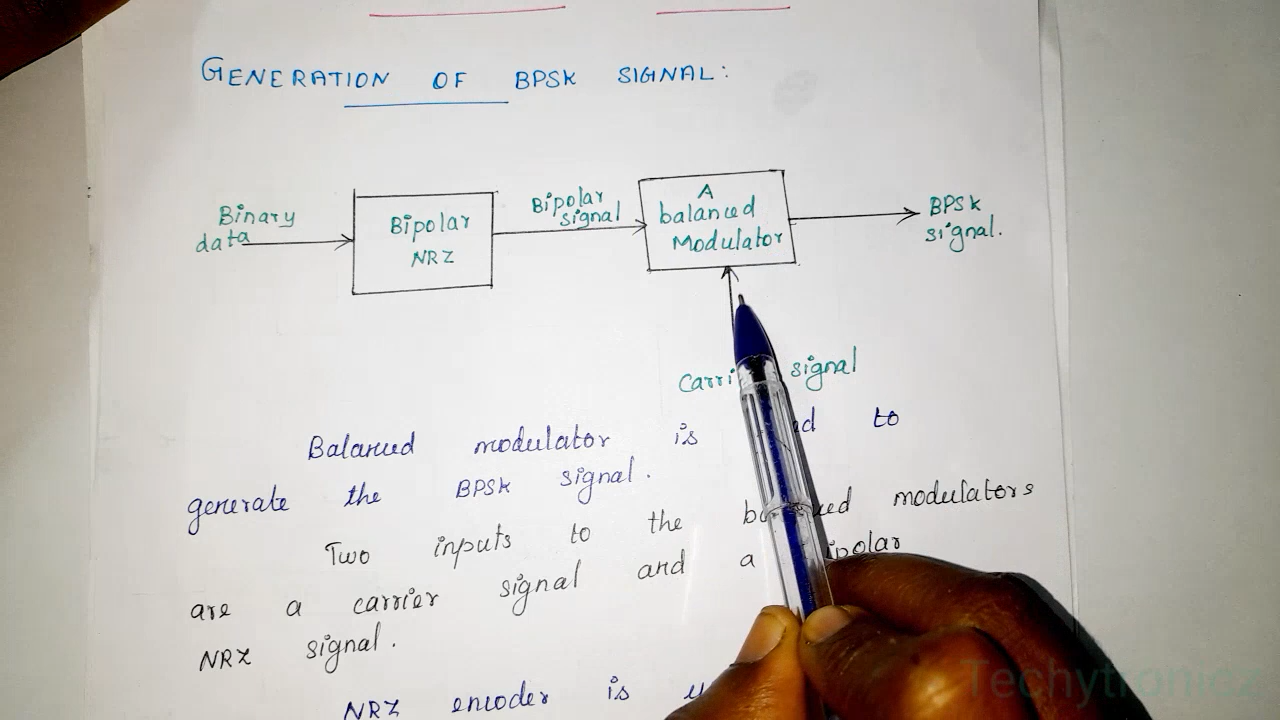 GENERATION OF BPSK SIGNAL:
Binary
data
Bipolar
NRZ
Bipolar
signal
A
balanced
Modulator
BPSK
signal.
signal
Balanced modulator is to
generate the BPSK signal.
Two inputs to the modulators
are a carrier signal and a
NRZ signal.
NRZ encoder is
Techytronicz